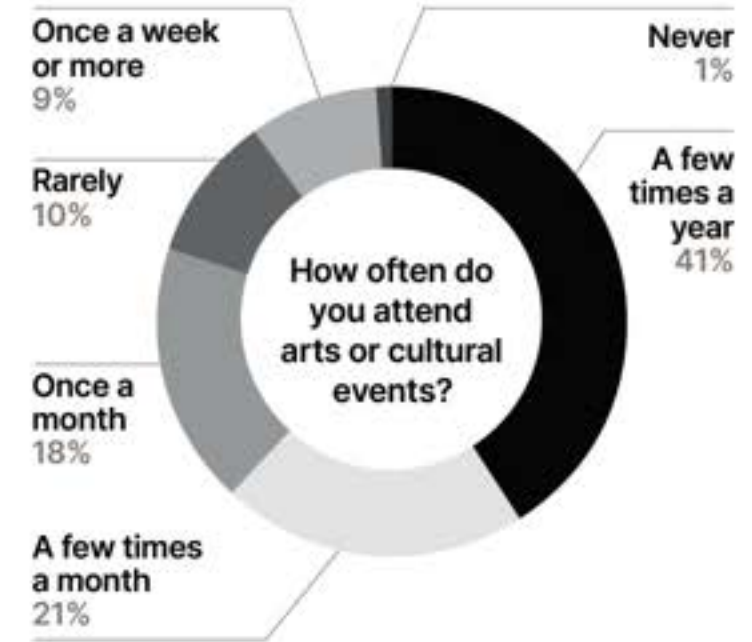 Once a week
or more
9%
Never
1%
Rarely
10%
A few
times a
year
41%
How often do
you attend
arts or cultural
events?
Once a
month
18%
A few times
a month
21%